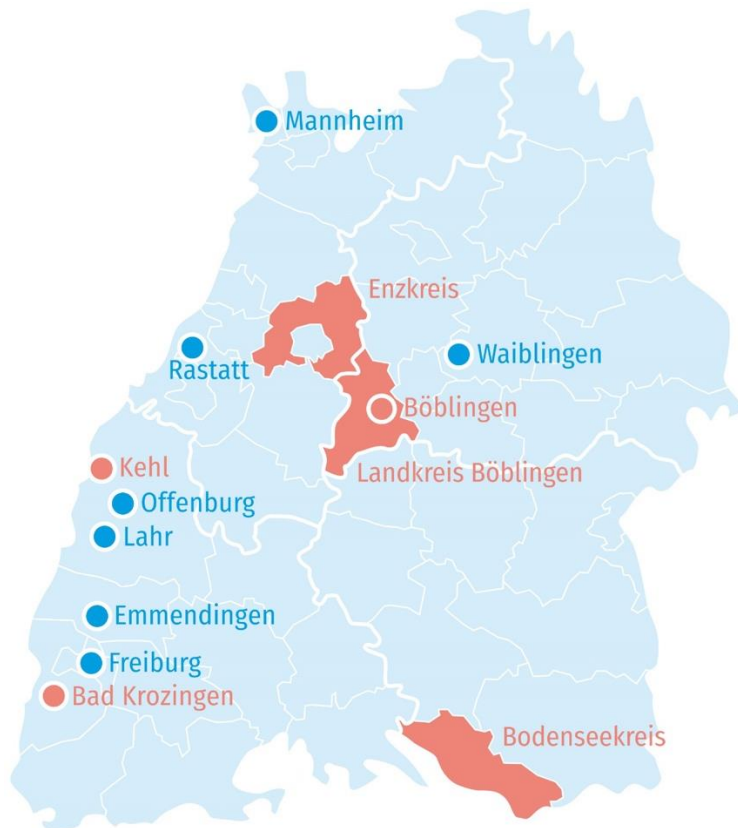 Mannheim
Enzkreis
Waiblingen
Rastatt
Böblingen
Kehl
Landkreis Böblingen
Offenburg
Lahr
Emmendingen
Freiburg
Bad Krozingen
Bodenseekreis